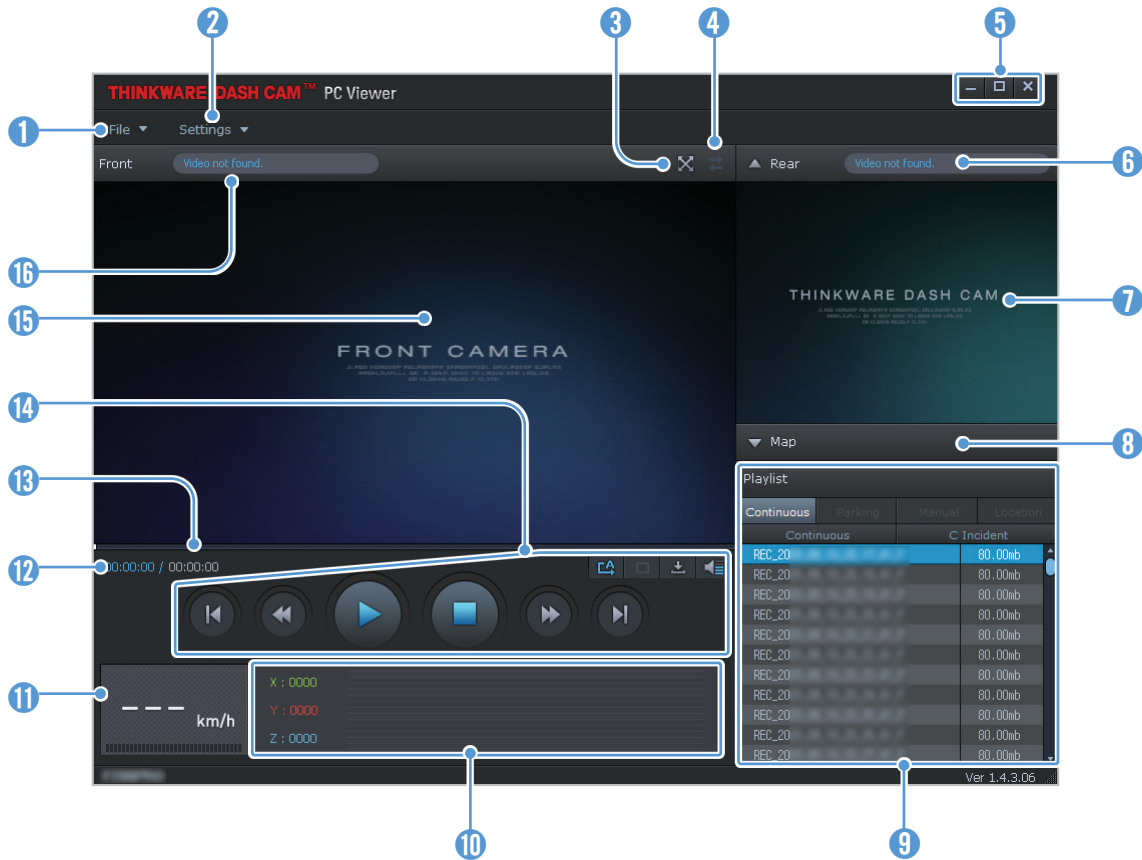 2
3
4
5
THINKWARE DASH CAM™ PC Viewer
1
File Settings
Front Video not found.
Rear Video not found.
6
16
THINKWARE DASH CAM
7
15
FRONT CAMERA
14
Map
8
13
Playlist
Continuous Parking Manual Location
Continuous C Incident
12
00:00:00 / 00:00:00
REC_20 80.00mb
REC_20 80.00mb
REC_20 80.00mb
REC_20 80.00mb
REC_20 80.00mb
REC_20 80.00mb
REC_20 80.00mb
REC_20 80.00mb
REC_20 80.00mb
REC_20 80.00mb
REC_20 80.00mb
11
km/h
X : 0000
Y : 0000
Z : 0000
Ver 1.4.3.06
10
9